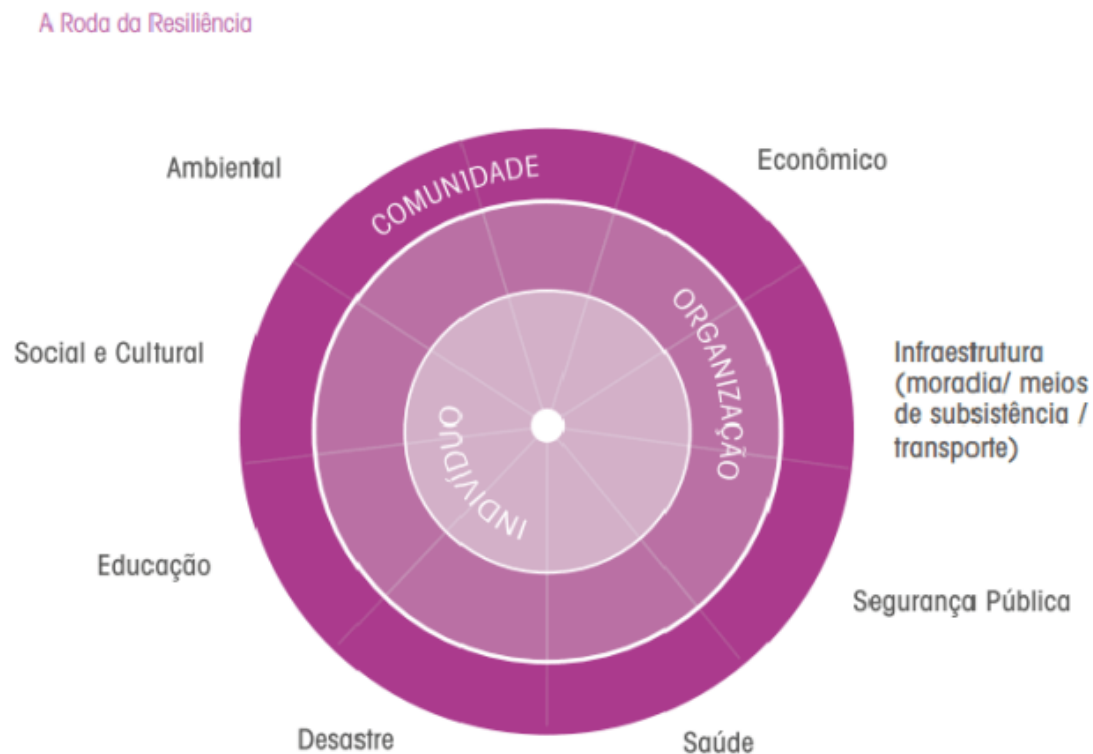 A Roda da Resiliência
Ambiental
Econômico
COMUNIDADE
ORGANIZAÇÃO
Social e Cultural
Infraestrutura
(moradia/ meios
de subsistência /
transporte)
INDIVÍDUO
Educação
Segurança Pública
Desastre
Saúde